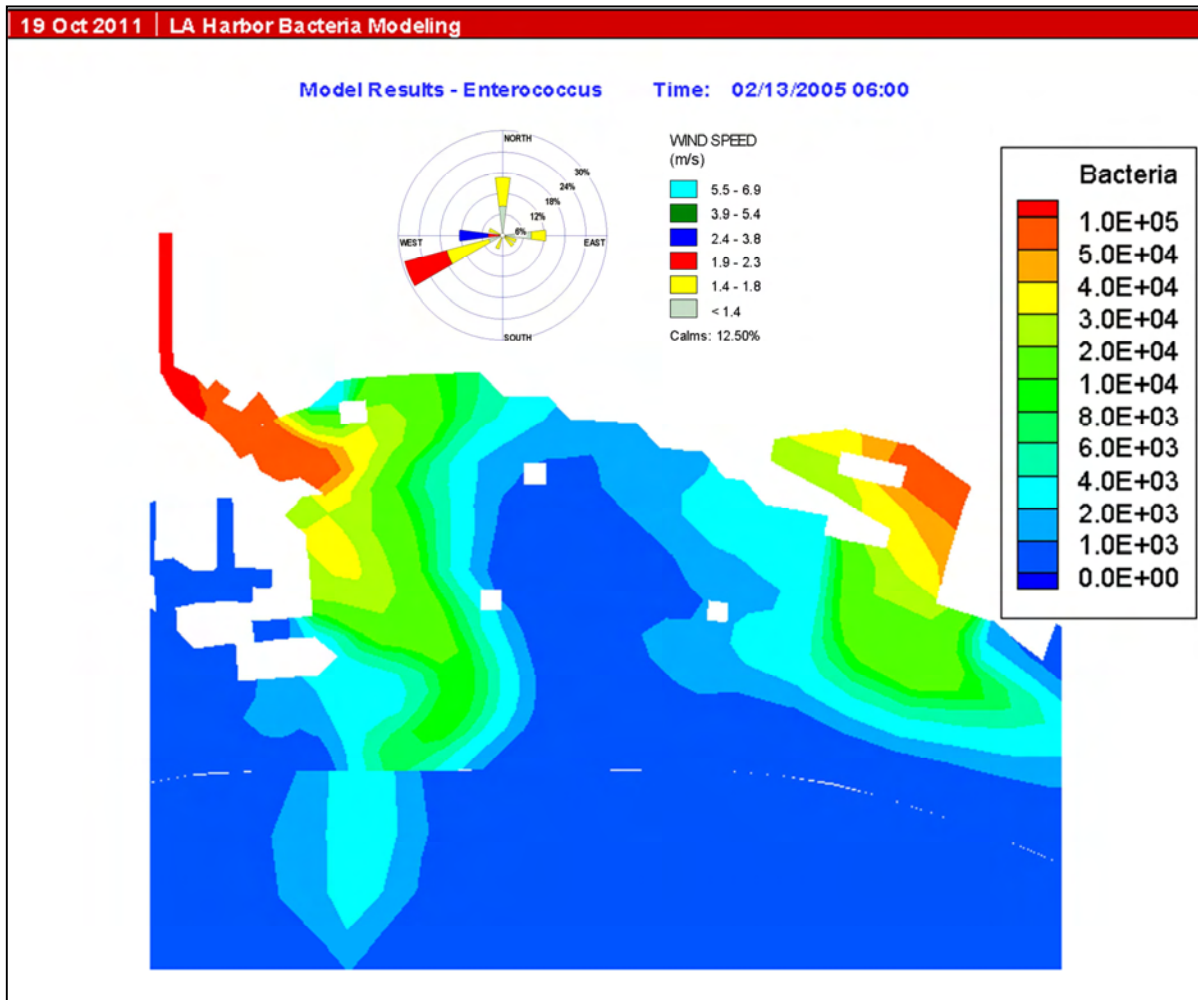 19 Oct 2011 | LA Harbor Bacteria Modeling
Model Results - Enterococcus Time: 02/13/2005 06:00
NORTH
30%
24%
18%
12%
6%
WEST
EAST
SOUTH
WIND SPEED
(m/s)
5.5 - 6.9
3.9 - 5.4
2.4 - 3.8
1.9 - 2.3
1.4 - 1.8
< 1.4
Calms: 12.50%
Bacteria
1.0E+05
5.0E+04
4.0E+04
3.0E+04
2.0E+04
1.0E+04
8.0E+03
6.0E+03
4.0E+03
2.0E+03
1.0E+03
0.0E+00